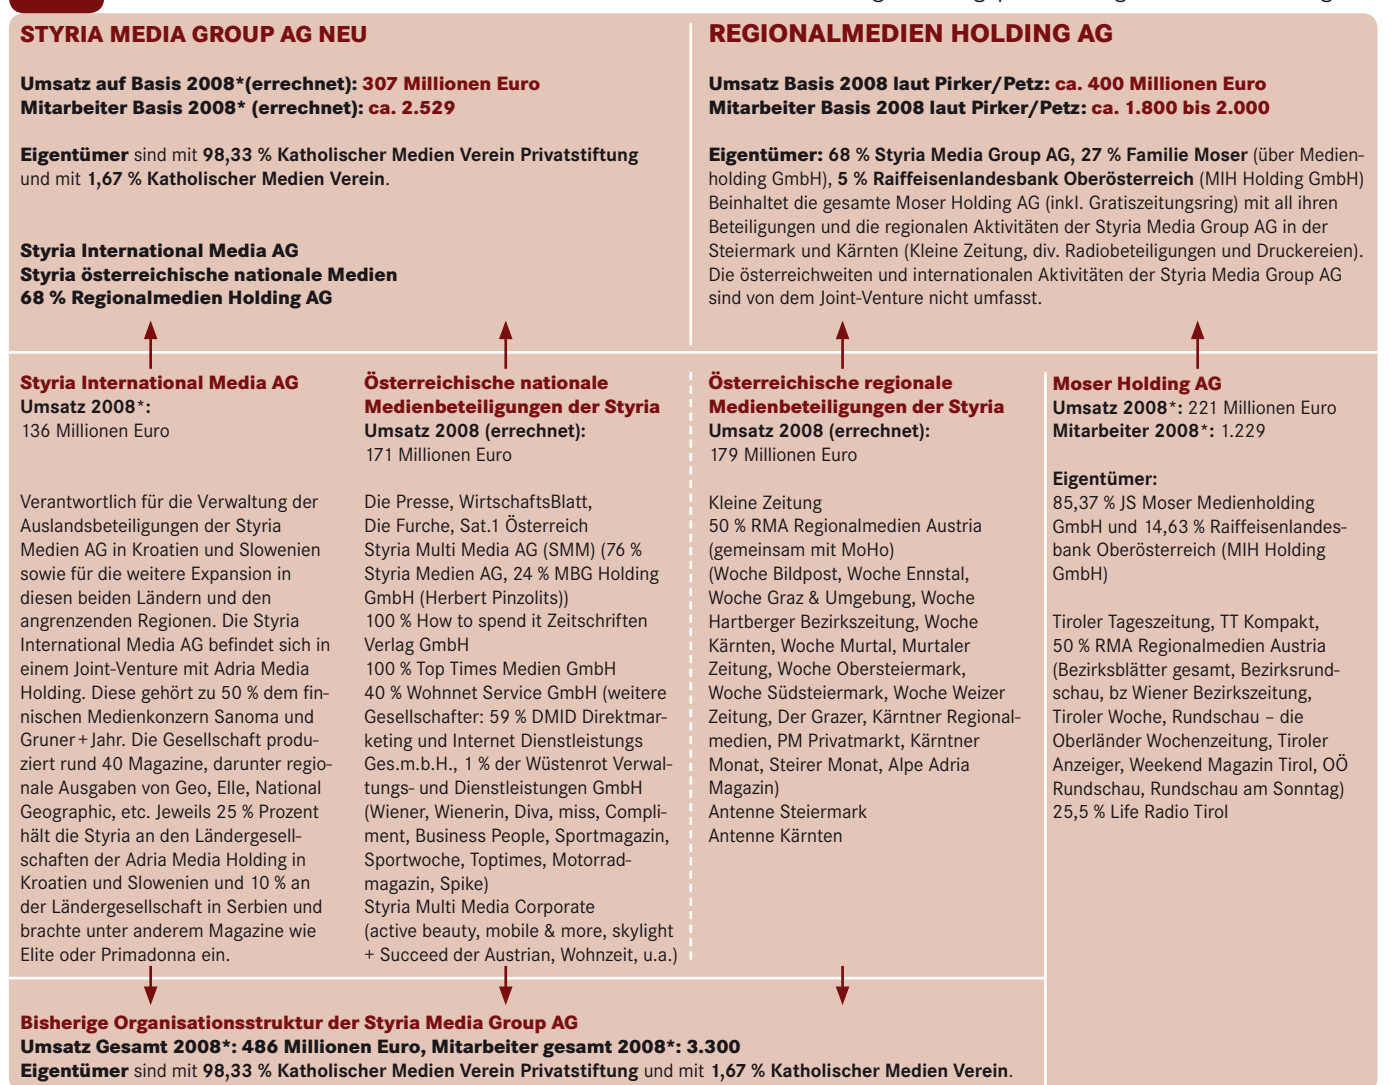 STYRIA MEDIA GROUP AG NEU
Umsatz auf Basis 2008*(errechnet): 307 Millionen Euro
Mitarbeiter Basis 2008* (errechnet): ca. 2.529
Eigentümer sind mit 98,33 % Katholischer Medien Verein Privatstiftung
und mit 1,67 % Katholischer Medien Verein.
Styria International Media AG
Styria österreichische nationale Medien
68 % Regionalmedien Holding AG
REGIONALMEDIEN HOLDING AG
Umsatz Basis 2008 laut Pirker/Petz: ca. 400 Millionen Euro
Mitarbeiter Basis 2008 laut Pirker/Petz: ca. 1.800 bis 2.000
Eigentümer: 68 % Styria Media Group AG, 27 % Familie Moser (über Medien-
holding GmbH), 5 % Raiffeisenlandesbank Oberösterreich (MIH Holding GmbH)
Beinhaltet die gesamte Moser Holding AG (inkl. Gratiszeitungsring) mit all ihren
Beteiligungen und die regionalen Aktivitäten der Styria Media Group AG in der
Steiermark und Kärnten (Kleine Zeitung, div. Radiobeteiligungen und Druckereien).
Die österreichweiten und internationalen Aktivitäten der Styria Media Group AG
sind von dem Joint-Venture nicht umfasst.
Styria International Media AG
Umsatz 2008*:
136 Millionen Euro
Verantwortlich für die Verwaltung der
Auslandsbeteiligungen der Styria
Medien AG in Kroatien und Slowenien
sowie für die weitere Expansion in
diesen beiden Ländern und den
angrenzenden Regionen. Die Styria
International Media AG befindet sich in
einem Joint-Venture mit Adria Media
Holding. Diese gehört zu 50 % dem fin-
nischen Medienkonzern Sanoma und
Gruner+Jahr. Die Gesellschaft produ-
ziert rund 40 Magazine, darunter regio-
nale Ausgaben von Geo, Elle, National
Geographic, etc. Jeweils 25 % Prozent
hält die Styria an den Ländergesell-
schaften der Adria Media Holding in
Kroatien und Slowenien und 10 % an
der Ländergesellschaft in Serbien und
brachte unter anderem Magazine wie
Elite oder Primadonna ein.
Österreichische nationale
Medienbeteiligungen der Styria
Umsatz 2008 (errechnet):
171 Millionen Euro
Die Presse, WirtschaftsBlatt,
Die Furche, Sat.1 Österreich
Styria Multi Media AG (SMM) (76 %
Styria Medien AG, 24 % MBG Holding
GmbH (Herbert Pinzolits))
100 % How to spend it Zeitschriften
Verlag GmbH
100 % Top Times Medien GmbH
40 % Wohnnet Service GmbH (weitere
Gesellschafter: 59 % DMID Direktmar-
keting und Internet Dienstleistungs
Ges.m.b.H., 1 % der Wüstenrot Verwal-
tungs- und Dienstleistungen GmbH
(Wiener, Wienerin, Diva, miss, Compli-
ment, Business People, Sportmagazin,
Sportwoche, Toptimes, Motorrad-
magazin, Spike)
Styria Multi Media Corporate
(active beauty, mobile & more, skylight
+ Succeed der Austrian, Wohnzeit, u.a.)
Österreichische regionale
Medienbeteiligungen der Styria
Umsatz 2008 (errechnet):
179 Millionen Euro
Kleine Zeitung
50 % RMA Regionalmedien Austria
(gemeinsam mit MoHo)
(Woche Bildpost, Woche Ennstal,
Woche Graz & Umgebung, Woche
Hartberger Bezirkszeitung, Woche
Kärnten, Woche Murtal, Murtaler
Zeitung, Woche Obersteiermark,
Woche Südsteiermark, Woche Weizer
Zeitung, Der Grazer, Kärntner Regional-
medien, PM Privatmarkt, Kärntner
Monat, Steirer Monat, Alpe Adria
Magazin)
Antenne Steiermark
Antenne Kärnten
Moser Holding AG
Umsatz 2008*: 221 Millionen Euro
Mitarbeiter 2008*: 1.229
Eigentümer:
85,37 % JS Moser Medienholding
GmbH und 14,63 % Raiffeisenlandes-
bank Oberösterreich (MIH Holding
GmbH)
Tiroler Tageszeitung, TT Kompakt,
50 % RMA Regionalmedien Austria
(Bezirksblätter gesamt, Bezirksrund-
schau, bz Wiener Bezirkszeitung,
Tiroler Woche, Rundschau – die
Oberländer Wochenzeitung, Tiroler
Anzeiger, Weekend Magazin Tirol, OÖ
Rundschau, Rundschau am Sonntag)
25,5 % Life Radio Tirol
Bisherige Organisationsstruktur der Styria Media Group AG
Umsatz Gesamt 2008*: 486 Millionen Euro, Mitarbeiter gesamt 2008*: 3.300
Eigentümer sind mit 98,33 % Katholischer Medien Verein Privatstiftung und mit 1,67 % Katholischer Medien Verein.